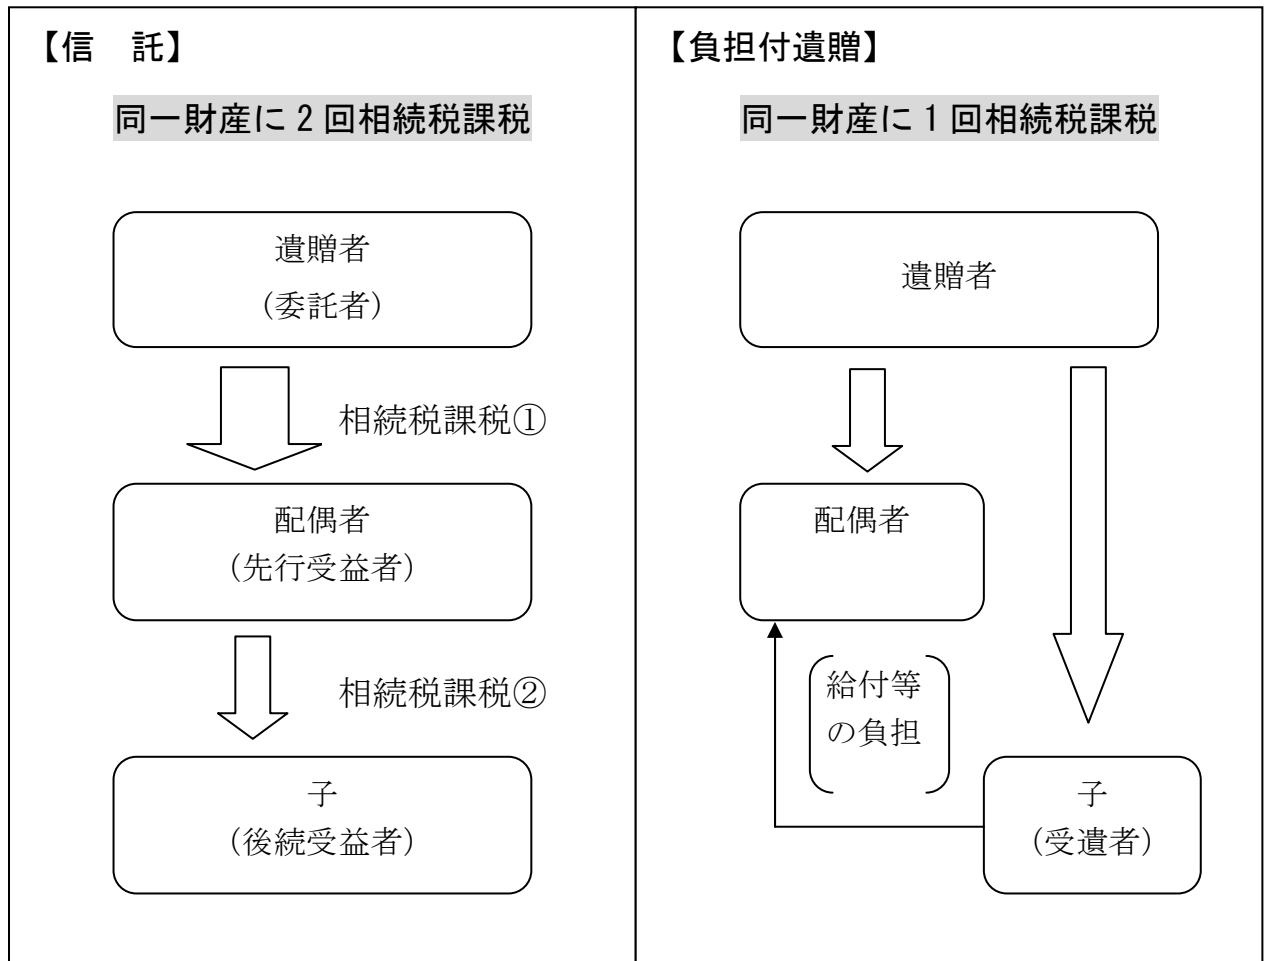 【信　託】
同一財産に2回相続税課税
遺贈者
（委託者）
相続税課税①
配偶者
（先行受益者）
相続税課税②
子
（後続受益者）
【負担付遺贈】
同一財産に1回相続税課税
遺贈者
配偶者
給付等
の負担
子
（受遺者）